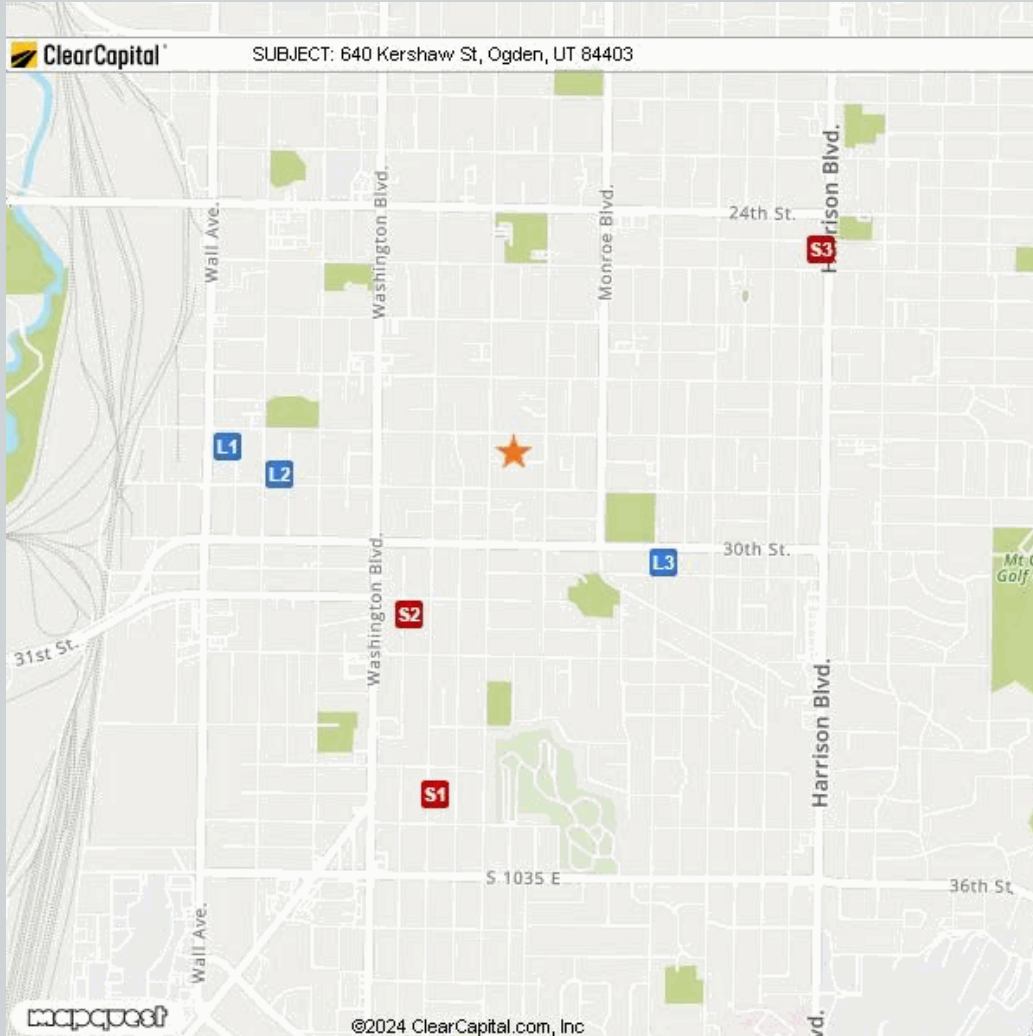 ClearCapital
SUBJECT: 640 Kershaw St, Ogden, UT 84403
Harrison Blvd.
Washington Blvd.
Monroe Blvd.
Wall Ave.
24th St.
S3
L1
L2
30th St.
L3
Mt
Golf
Washington Blvd.
S2
31st St.
Harrison Blvd.
S1
S 1035 E
36th St.
Wall Ave.
mapquest
©2024 ClearCapital.com, Inc
vd.